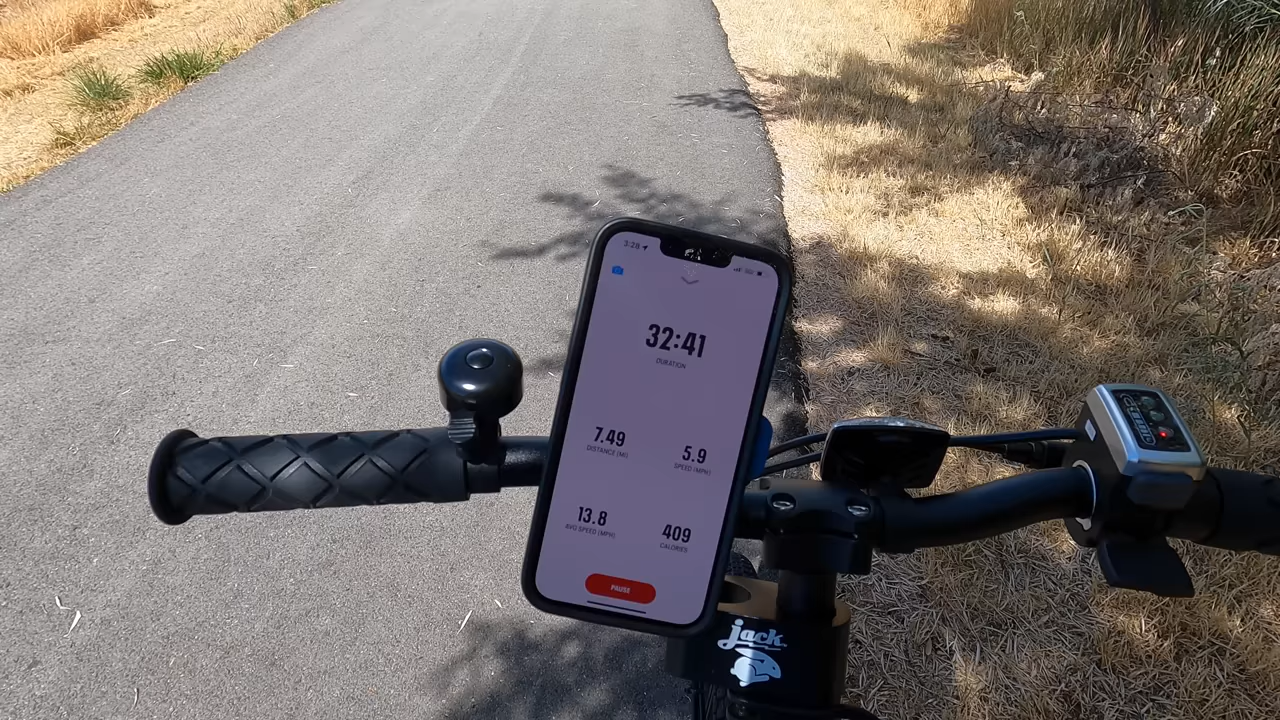 3:28
32:41
DURATION
7.49
DISTANCE (MI)
5.9
SPEED (MPH)
13.8
AVG SPEED (MPH)
409
CALORIES
PAUSE
jack